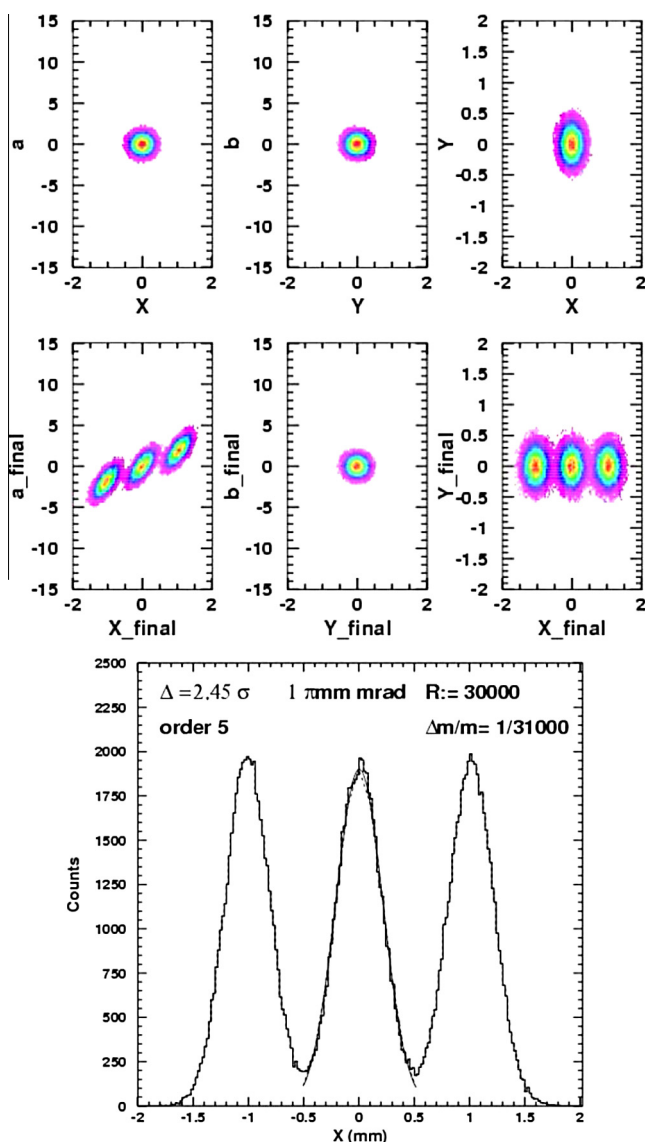 15
10
5
0
-5
-10
-15
a
-2 0 2
X
15
10
5
0
-5
-10
-15
b
-2 0 2
Y
2
1.5
1
0.5
0
-0.5
-1
-1.5
-2
Y
-2 0 2
X
15
10
5
0
-5
-10
-15
a_final
-2 0 2
X_final
15
10
5
0
-5
-10
-15
b_final
-2 0 2
Y_final
2
1.5
1
0.5
0
-0.5
-1
-1.5
-2
Y_final
-2 0 2
X_final
2500
2250
2000
1750
1500
1250
1000
750
500
250
0
Counts
Δ =2.45 σ 1 πmm mrad R:= 30000
order 5 Δm/m= 1/31000
-2 -1.5 -1 -0.5 0 0.5 1 1.5 2
X (mm)